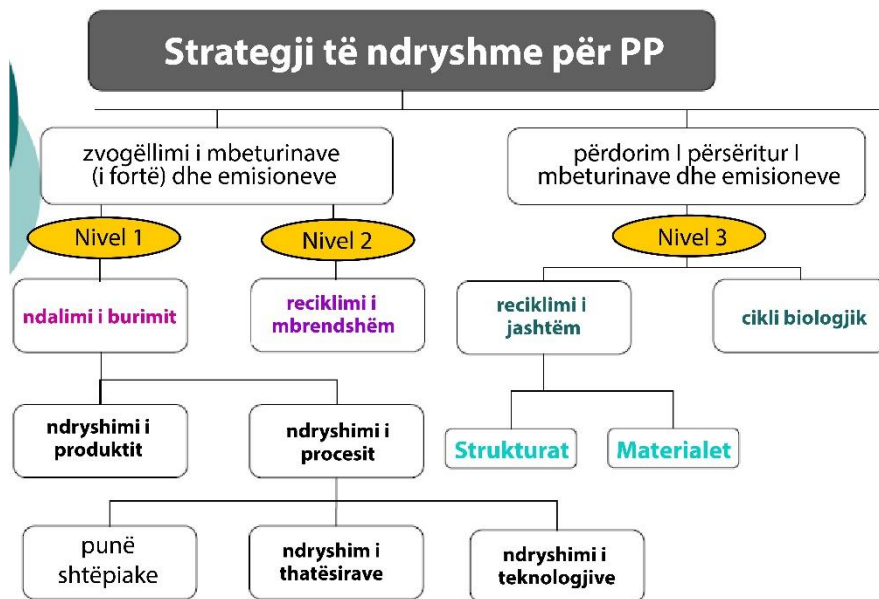 Strategji të ndryshme për PP
zvogëllimi i mbeturinave
(i fortë) dhe emisioneve
përdorim I përsëritur I
mbeturinave dhe emisioneve
Nivel 1
Nivel 2
Nivel 3
ndalimi i burimit
reciklimi i
mbrendshëm
reciklimi i
jashtëm
cikli biologjik
ndryshimi i
produktit
ndryshimi i
procesit
Strukturat
Materialet
punë
shtëpiake
ndryshim i
thatësirave
ndryshimi i
teknologjive